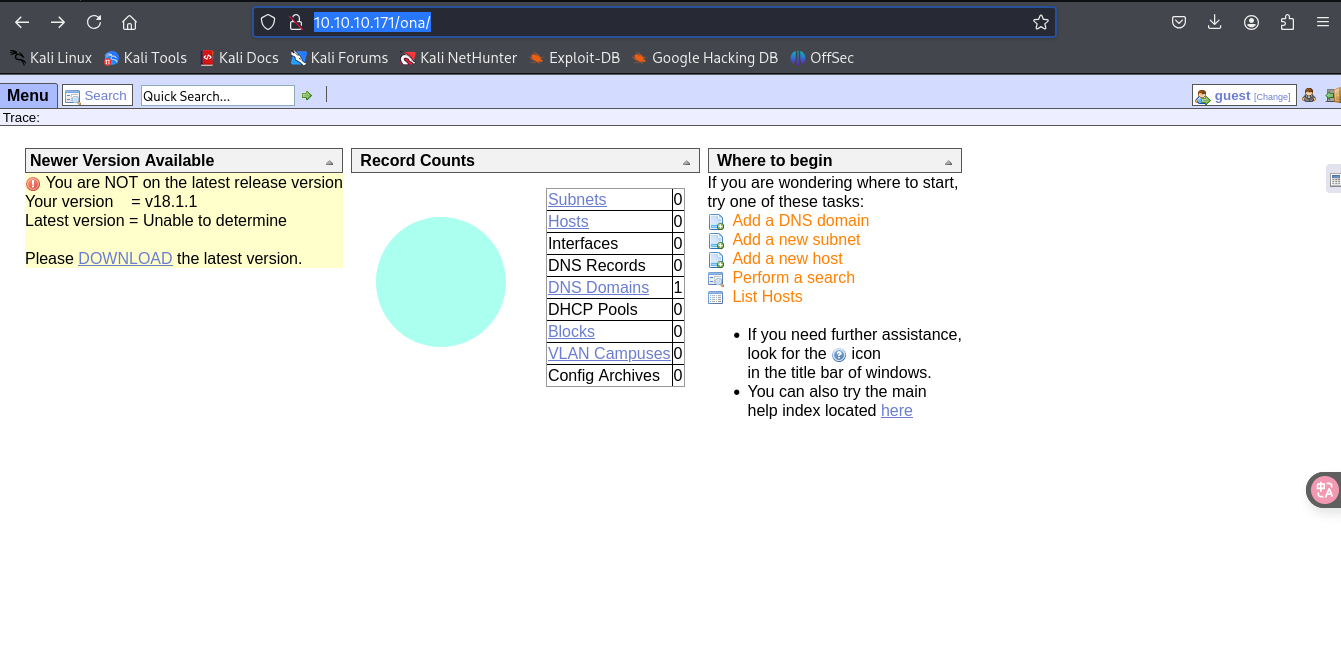 10.10.10.171/ona/
Kali Linux Kali Tools Kali Docs Kali Forums Kali NetHunter Exploit-DB Google Hacking DB OffSec
Menu Search Quick Search... guest [Change]
Trace:
Newer Version Available
You are NOT on the latest release version
Your version = v18.1.1
Latest version = Unable to determine
Please DOWNLOAD the latest version.
Record Counts
Subnets 0
Hosts 0
Interfaces 0
DNS Records 0
DNS Domains 1
DHCP Pools 0
Blocks 0
VLAN Campuses 0
Config Archives 0
Where to begin
If you are wondering where to start,
try one of these tasks:
Add a DNS domain
Add a new subnet
Add a new host
Perform a search
List Hosts
• If you need further assistance,
look for the icon
in the title bar of windows.
• You can also try the main
help index located here
中 A